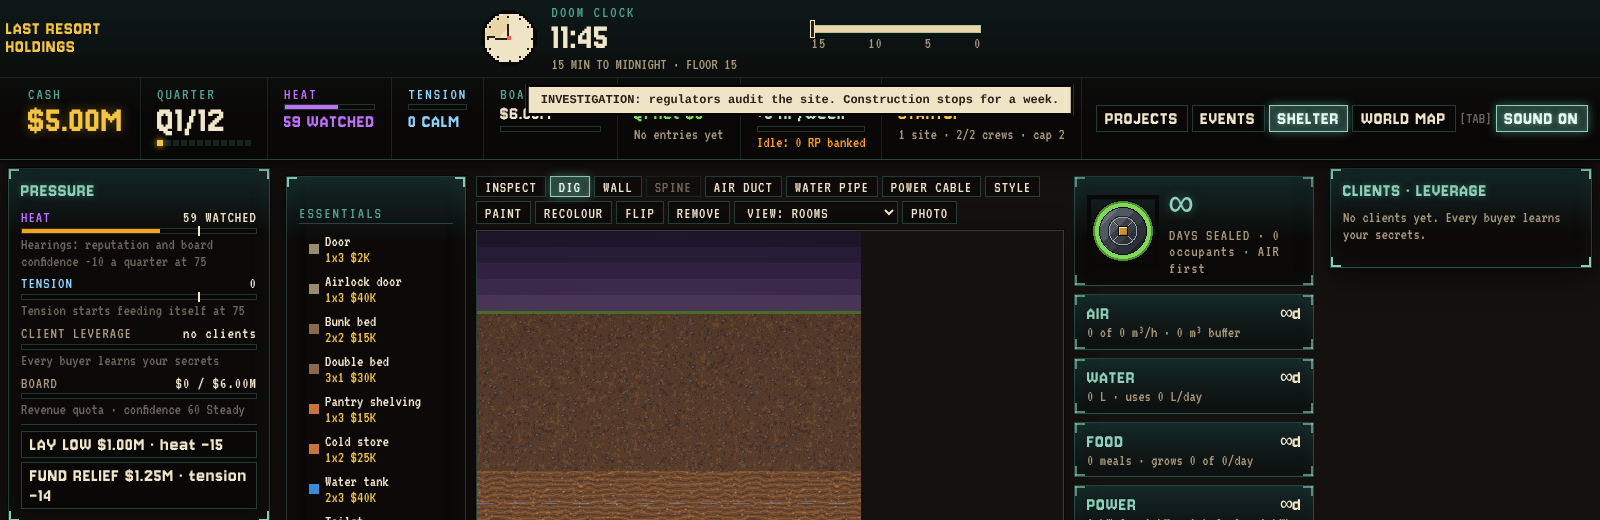 LAST RESORT
HOLDINGS
DOOM CLOCK
11:45
15 MIN TO MIDNIGHT · FLOOR 15
15 10 5 0
CASH
$5.00M
QUARTER
Q1/12
HEAT
59 WATCHED
TENSION
0 CALM
INVESTIGATION: regulators audit the site. Construction stops for a week.
No entries yet
Idle: 0 RP banked
1 site · 2/2 crews · cap 2
PROJECTS
EVENTS
SHELTER
WORLD MAP
[TAB]
SOUND ON
PRESSURE
HEAT 59 WATCHED
Hearings: reputation and board
confidence -10 a quarter at 75
TENSION 0
Tension starts feeding itself at 75
CLIENT LEVERAGE no clients
Every buyer learns your secrets
BOARD $0 / $6.00M
Revenue quota · confidence 60 Steady
LAY LOW $1.00M · heat -15
FUND RELIEF $1.25M · tension
-14
ESSENTIALS
Door
1x3 $2K
Airlock door
1x3 $40K
Bunk bed
2x2 $15K
Double bed
3x1 $30K
Pantry shelving
1x3 $15K
Cold store
1x2 $25K
Water tank
2x3 $40K
INSPECT DIG WALL SPINE AIR DUCT WATER PIPE POWER CABLE STYLE
PAINT RECOLOUR FLIP REMOVE VIEW: ROOMS PHOTO
∞
DAYS SEALED · 0
occupants · AIR
first
AIR ∞d
0 of 0 m³/h · 0 m³ buffer
WATER ∞d
0 L · uses 0 L/day
FOOD ∞d
0 meals · grows 0 of 0/day
POWER ∞d
CLIENTS · LEVERAGE
No clients yet. Every buyer learns
your secrets.